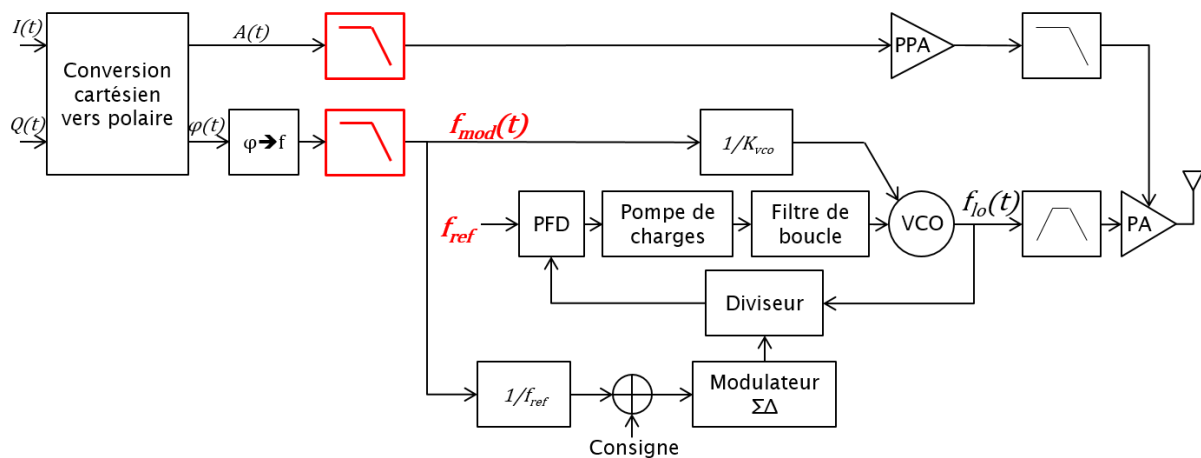 I(t)
Q(t)
Conversion
cartésien
vers polaire
A(t)
φ(t)
φ➔f
PPA
f_mod(t)
1/K_vco
f_ref
PFD
Pompe de
charges
Filtre de
boucle
VCO
f_lo(t)
PA
Diviseur
1/f_ref
Modulateur
ΣΔ
Consigne